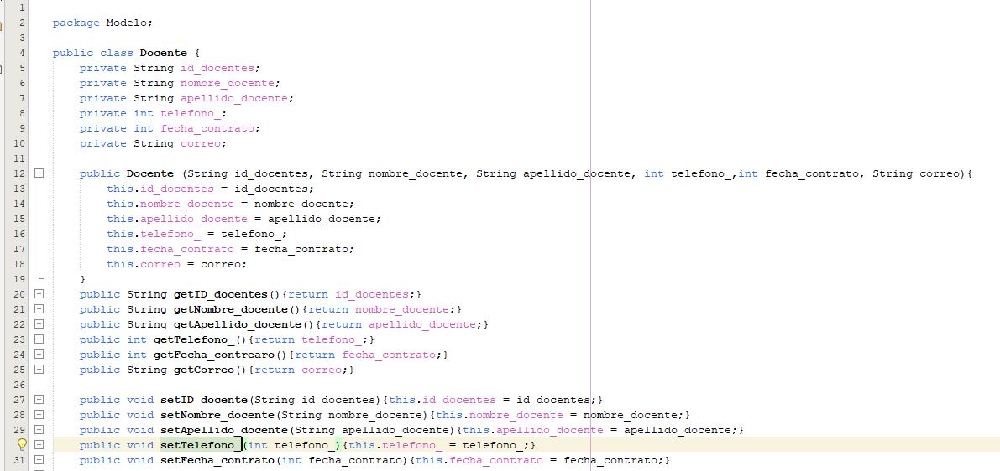 1
2 package Modelo;
3
4 public class Docente {
5 private String id_docentes;
6 private String nombre_docente;
7 private String apellido_docente;
8 private int telefono_;
9 private int fecha_contrato;
10 private String correo;
11
12 public Docente (String id_docentes, String nombre_docente, String apellido_docente, int telefono_,int fecha_contrato, String correo){
13 this.id_docentes = id_docentes;
14 this.nombre_docente = nombre_docente;
15 this.apellido_docente = apellido_docente;
16 this.telefono_ = telefono_;
17 this.fecha_contrato = fecha_contrato;
18 this.correo = correo;
19 }
20 public String getID_docentes(){return id_docentes;}
21 public String getNombre_docente(){return nombre_docente;}
22 public String getApellido_docente(){return apellido_docente;}
23 public int getTelefono_(){return telefono_;}
24 public int getFecha_contrearo(){return fecha_contrato;}
25 public String getCorreo(){return correo;}
26
27 public void setID_docente(String id_docentes){this.id_docentes = id_docentes;}
28 public void setNombre_docente(String nombre_docente){this.nombre_docente = nombre_docente;}
29 public void setApellido_docente(String apellido_docente){this.apellido_docente = apellido_docente;}
public void setTelefono_(int telefono_){this.telefono_ = telefono_;}
31 public void setFecha_contrato(int fecha_contrato){this.fecha_contrato = fecha_contrato;}